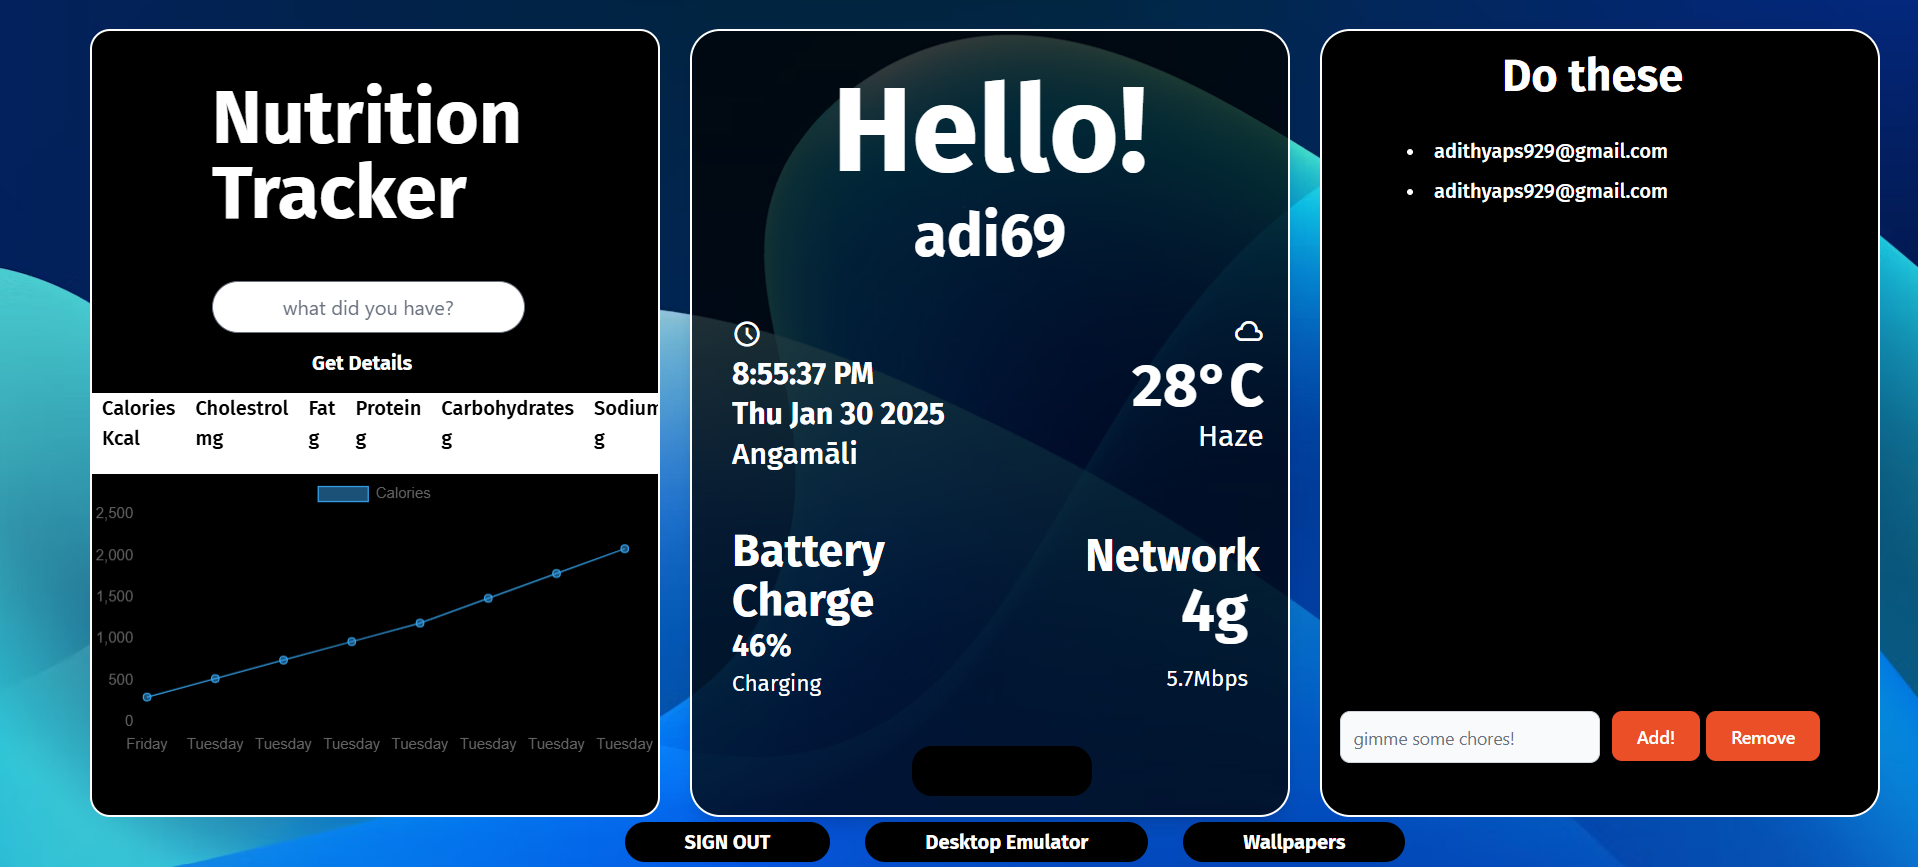 Nutrition
Tracker
what did you have?
Get Details
Calories Cholestrol Fat Protein Carbohydrates Sodium
Kcal mg g g g g
Calories
2,500
2,000
1,500
1,000
500
0
Friday Tuesday Tuesday Tuesday Tuesday Tuesday Tuesday Tuesday
Hello!
adi69
8:55:37 PM
Thu Jan 30 2025
Angamāli
28° C
Haze
Battery
Charge
46%
Charging
Network
4g
5.7Mbps
Do these
adithyaps929@gmail.com
adithyaps929@gmail.com
gimme some chores! Add! Remove
SIGN OUT Desktop Emulator Wallpapers